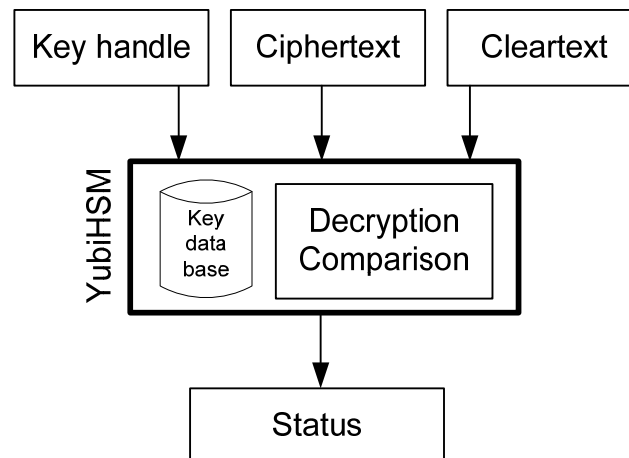 Key handle
Ciphertext
Cleartext
YubiHSM
Key
data
base
Decryption
Comparison
Status